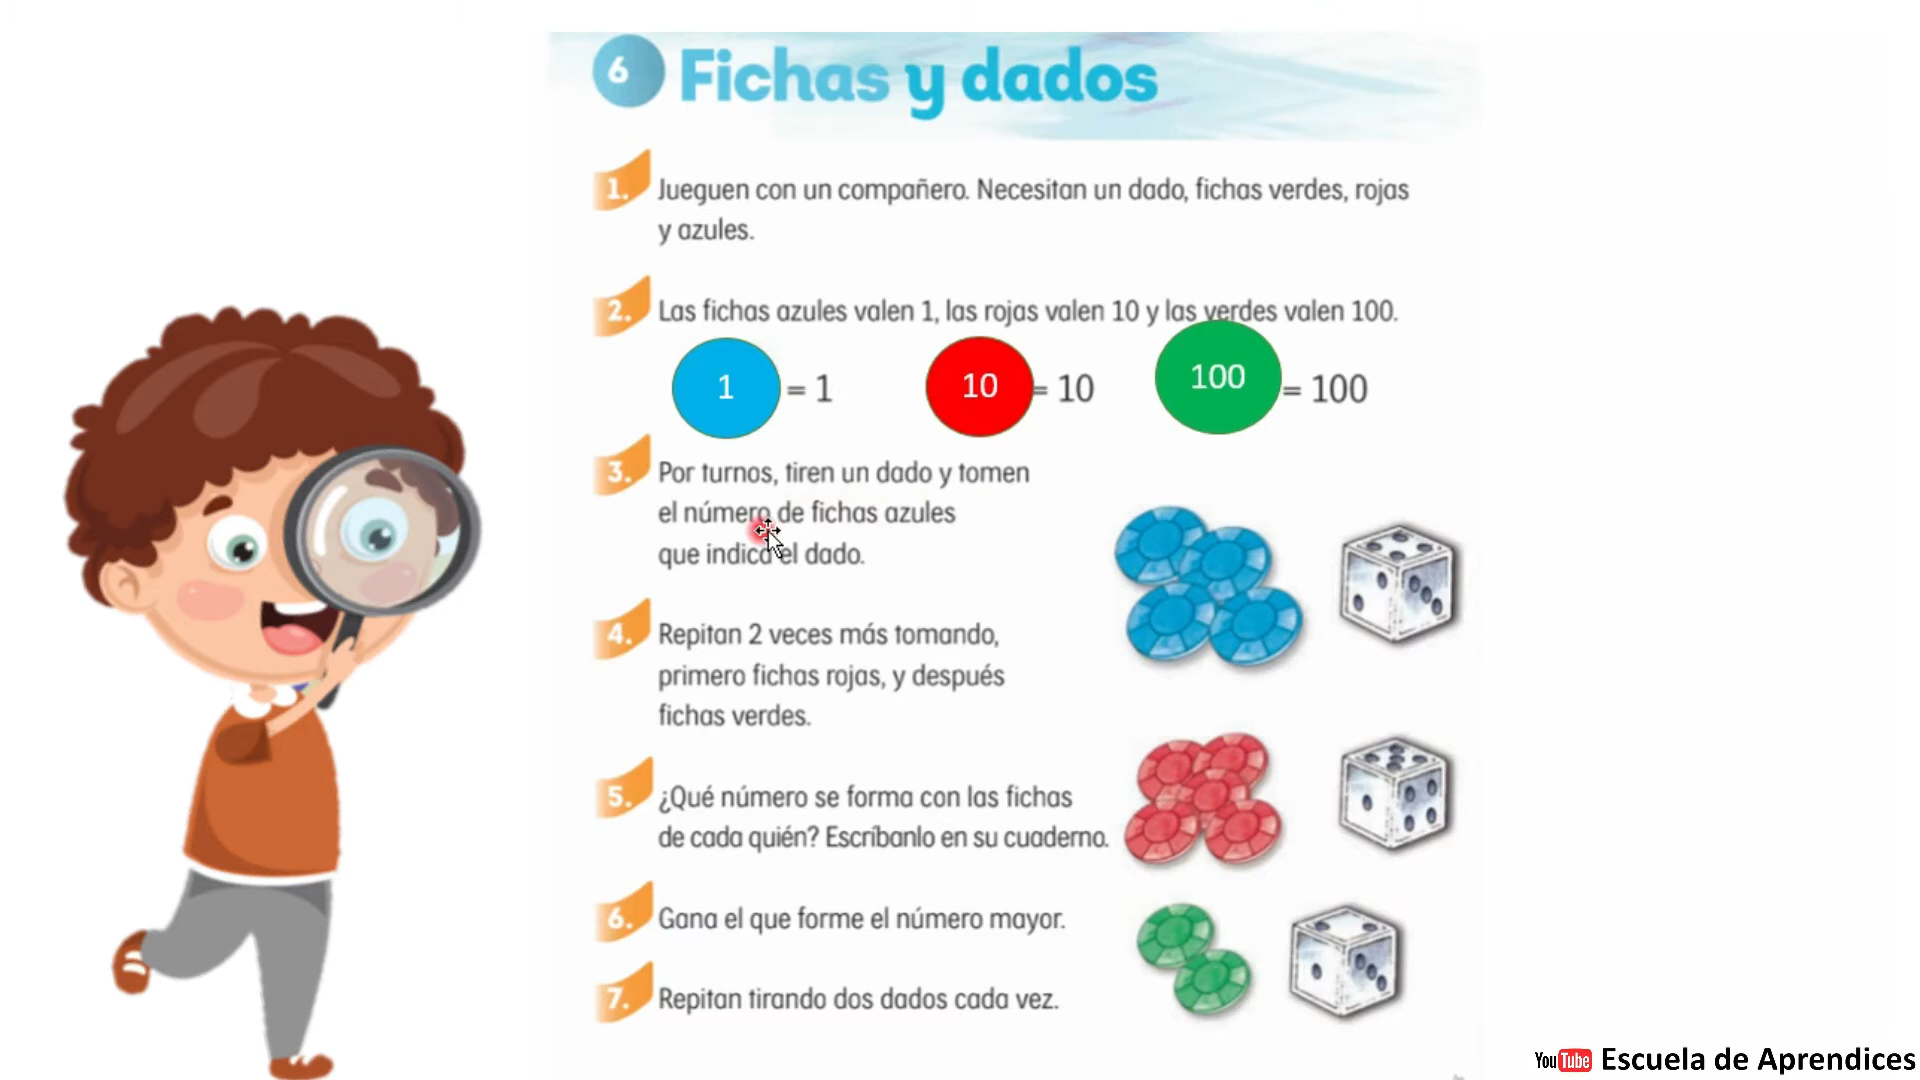 6 Fichas y dados
1. Jueguen con un compañero. Necesitan un dado, fichas verdes, rojas
y azules.
2. Las fichas azules valen 1, las rojas valen 10 y las verdes valen 100.
1 = 1 10 = 10 100 = 100
3. Por turnos, tiren un dado y tomen
el número de fichas azules
que indica el dado.
4. Repitan 2 veces más tomando,
primero fichas rojas, y después
fichas verdes.
5. ¿Qué número se forma con las fichas
de cada quién? Escríbanlo en su cuaderno.
6. Gana el que forme el número mayor.
7. Repitan tirando dos dados cada vez.
YouTube Escuela de Aprendices